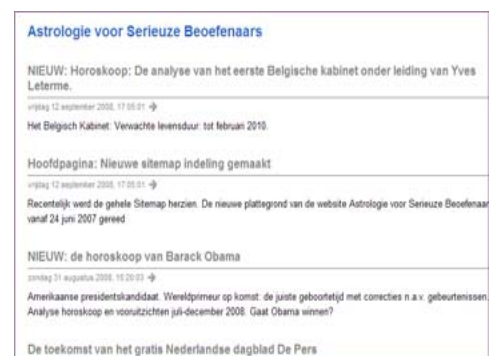 Astrologie voor Serieuze Beoefenaars
NIEUW: Horoskoop: De analyse van het eerste Belgische kabinet onder leiding van Yves
Leterme.
vrijdag 12 september 2008, 17:05:01
Het Belgisch Kabinet: Verwachte levensduur: tot februari 2010.
Hoofdpagina: Nieuwe sitemap indeling gemaakt
vrijdag 12 september 2008, 17:05:01
Recentelijk werd de gehele Sitemap herzien. De nieuwe plattegrond van de website Astrologie voor Serieuze Beoefenaar
vanaf 24 juni 2007 gereed
NIEUW: de horoskoop van Barack Obama
zondag 31 augustus 2008, 15:20:03
Amerikaanse presidentskandidaat. Wereldprimeur op komst: de juiste geboortetijd met correcties n.a.v. gebeurtenissen.
Analyse horoskoop en vooruitzichten juli-december 2008. Gaat Obama winnen?
De toekomst van het gratis Nederlandse dagblad De Pers